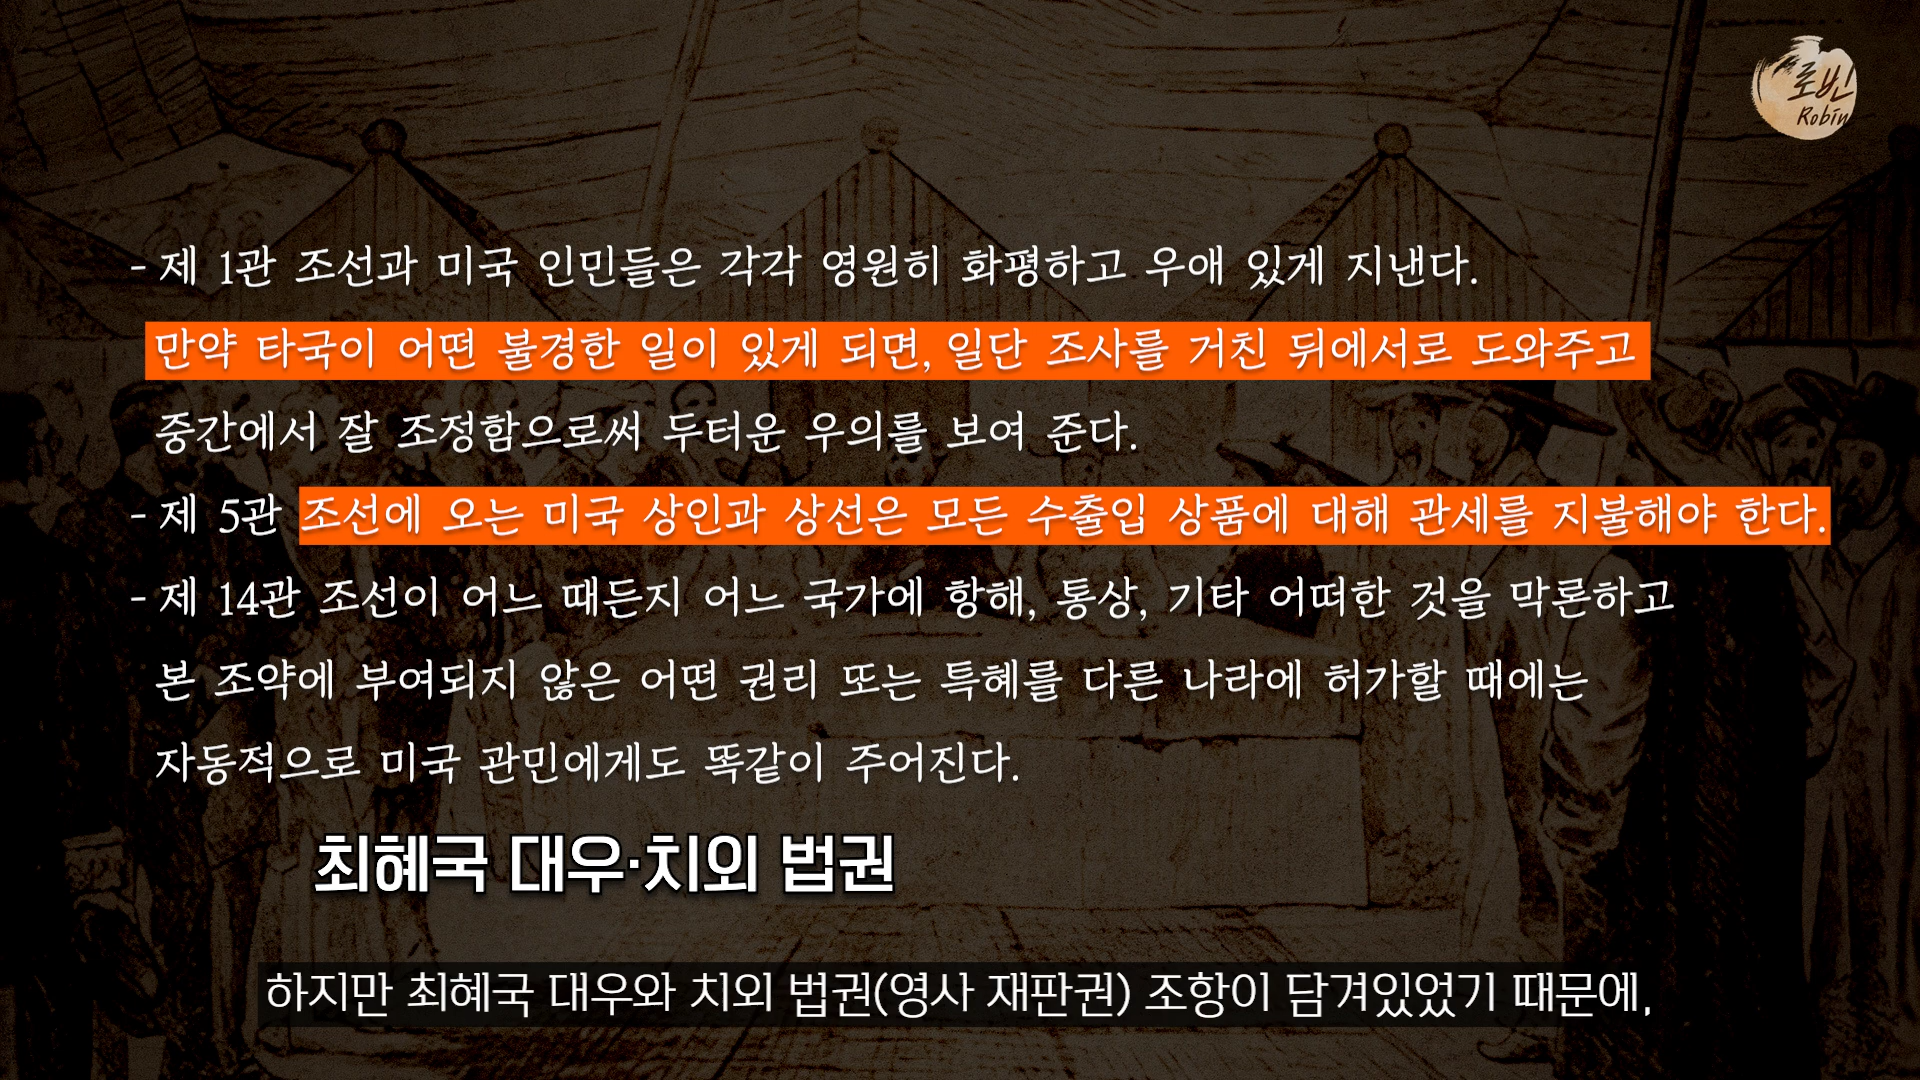 로빈
Robin
- 제 1관 조선과 미국 인민들은 각각 영원히 화평하고 우애 있게 지낸다.
만약 타국이 어떤 불경한 일이 있게 되면, 일단 조사를 거친 뒤에서로 도와주고
중간에서 잘 조정함으로써 두터운 우의를 보여 준다.
- 제 5관 조선에 오는 미국 상인과 상선은 모든 수출입 상품에 대해 관세를 지불해야 한다.
- 제 14관 조선이 어느 때든지 어느 국가에 항해, 통상, 기타 어떠한 것을 막론하고
본 조약에 부여되지 않은 어떤 권리 또는 특혜를 다른 나라에 허가할 때에는
자동적으로 미국 관민에게도 똑같이 주어진다.
최혜국 대우·치외 법권
하지만 최혜국 대우와 치외 법권(영사 재판권) 조항이 담겨있었기 때문에,